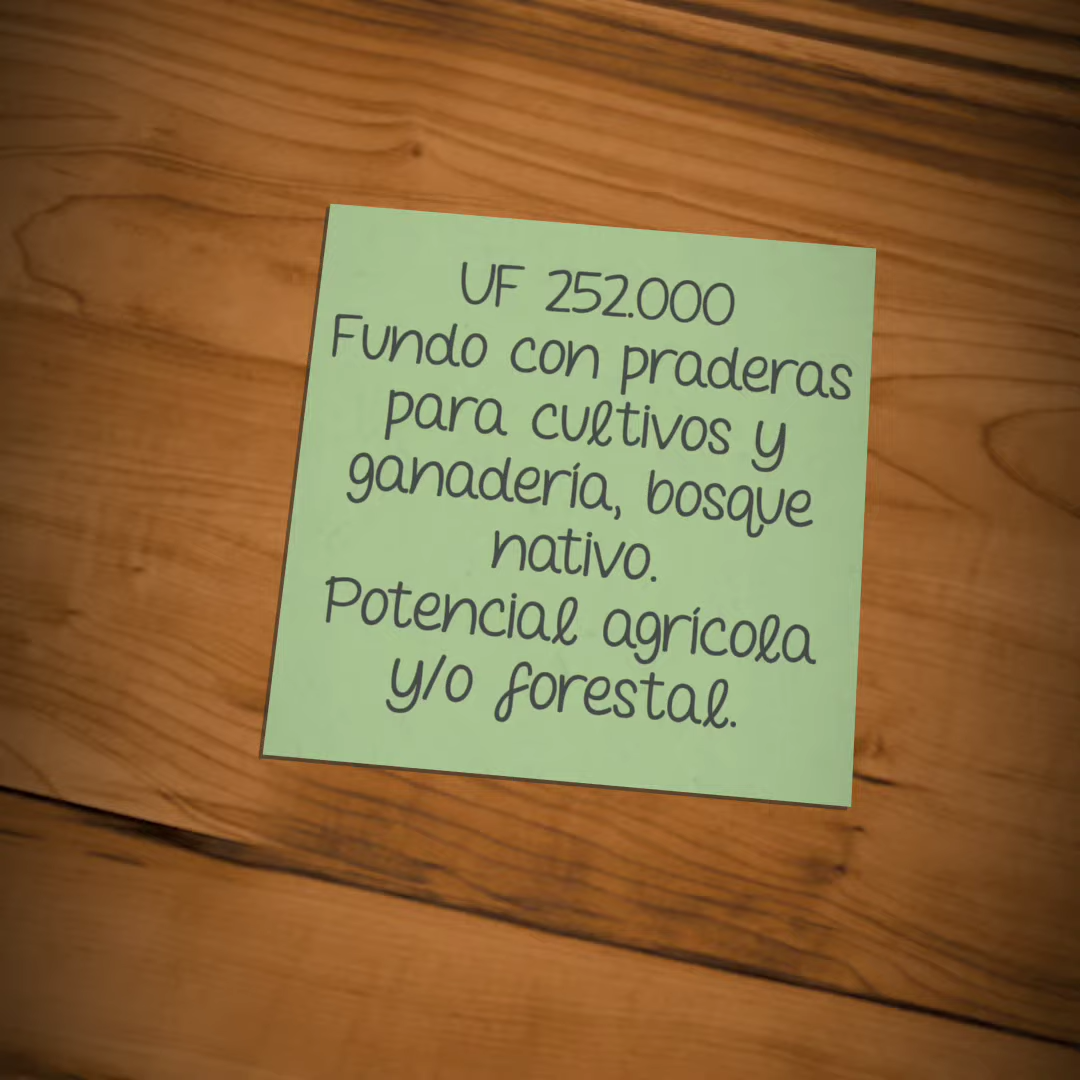 UF 252.000
Fundo con praderas
para cultivos y
ganadería, bosque
nativo.
Potencial agrícola
y/o forestal.